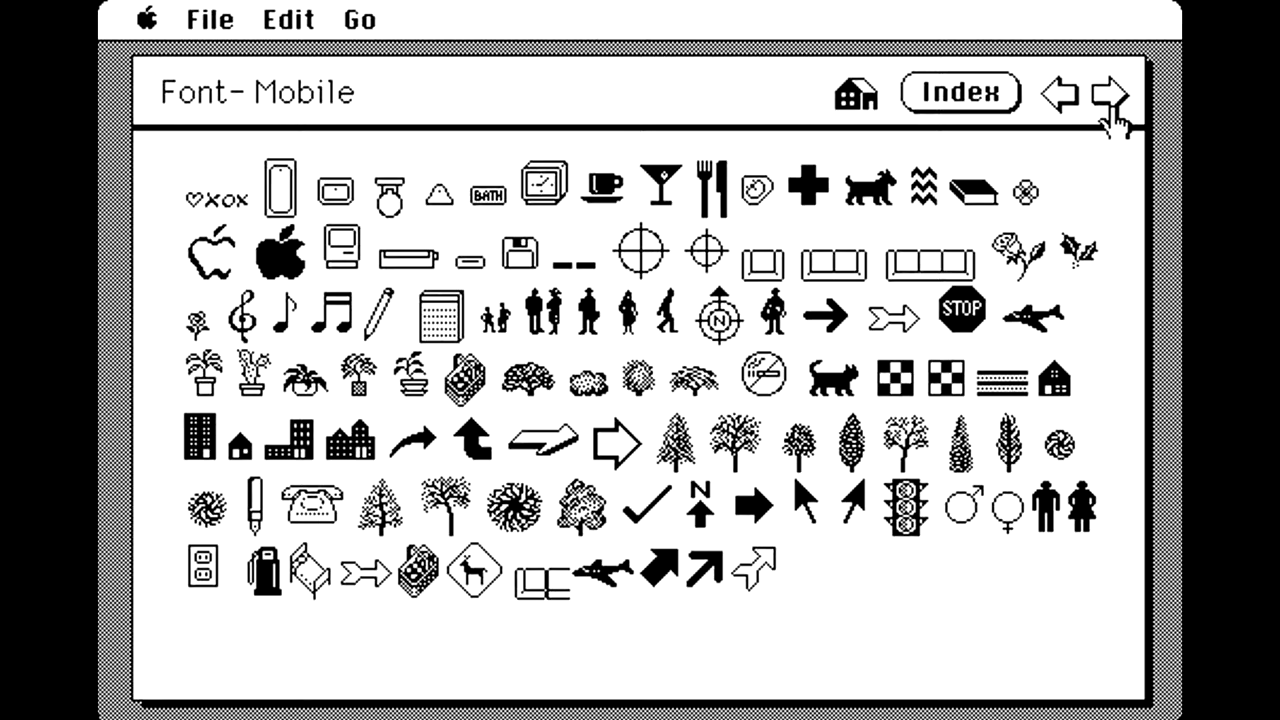 File Edit Go
Font- Mobile
Index
♡xox
BATH
N
STOP
N